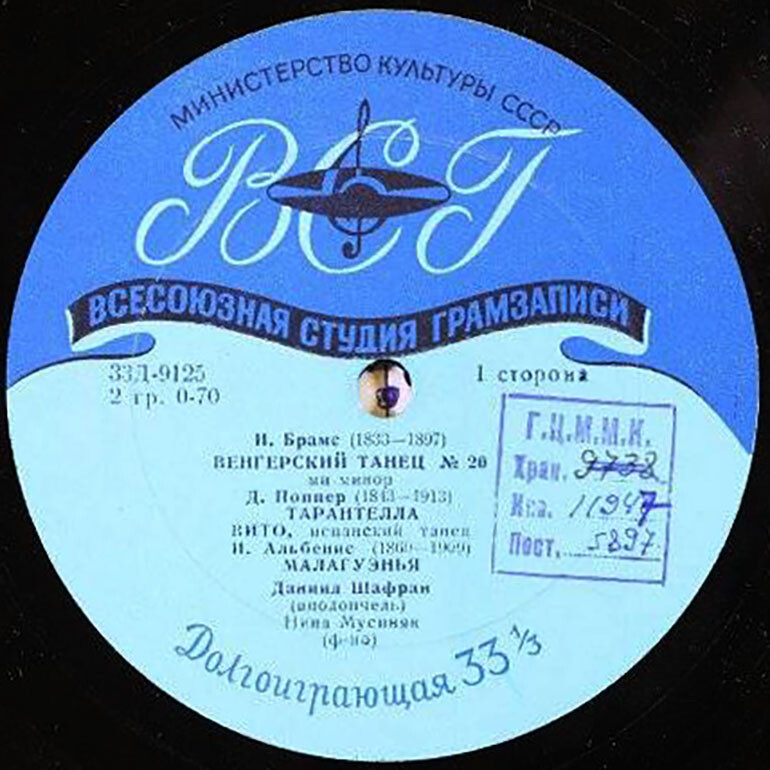 МИНИСТЕРСТВО КУЛЬТУРЫ СССР
ВСГ
ВСЕСОЮЗНАЯ СТУДИЯ ГРАМЗАПИСИ
33Д-9125
2 гр. 0-70
1 сторона
И. Брамс (1833—1897)
ВЕНГЕРСКИЙ ТАНЕЦ № 20
ми минор
Д. Поппер (1843—1913)
ТАРАНТЕЛЛА
ВИТО, испанский танец
И. Альбенис (1860—1909)
МАЛАГУЭНЬЯ
Даниил Шафран
(виолончель)
Нина Мусинян
(ф-но)
Долгоиграющая 33 1/3
Г.Ц.М.М.К.
Хран. 9738
Инв. 11947
Пост. 5897